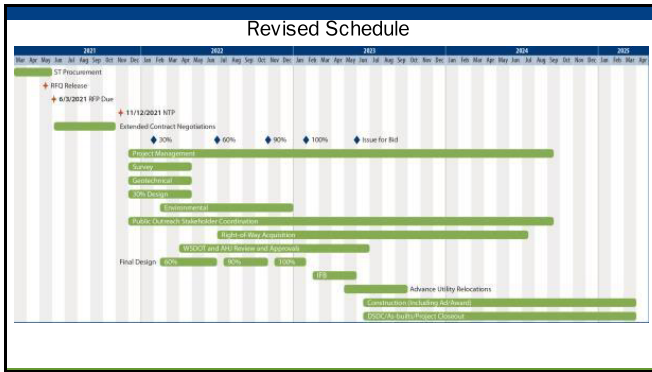 Revised Schedule
2021 2022 2023 2024 2025
Mar Apr May Jun Jul Aug Sep Oct Nov Dec Jan Feb Mar Apr May Jun Jul Aug Sep Oct Nov Dec Jan Feb Mar Apr May Jun Jul Aug Sep Oct Nov Dec Jan Feb Mar Apr May Jun Jul Aug Sep Oct Nov Dec Jan Feb Mar Apr
ST Procurement
RFQ Release
6/3/2021 RFP Due
11/12/2021 NTP
Extended Contract Negotiations
30% 60% 90% 100% Issue for Bid
Project Management
Survey
Geotechnical
30% Design
Environmental
Public Outreach Stakeholder Coordination
Right-of-Way Acquisition
WSDOT and AHJ Review and Approvals
Final Design 60% 90% 100%
IFB
Advance Utility Relocations
Construction (Including Ad/Award)
DSDC/As-builts/Project Closeout